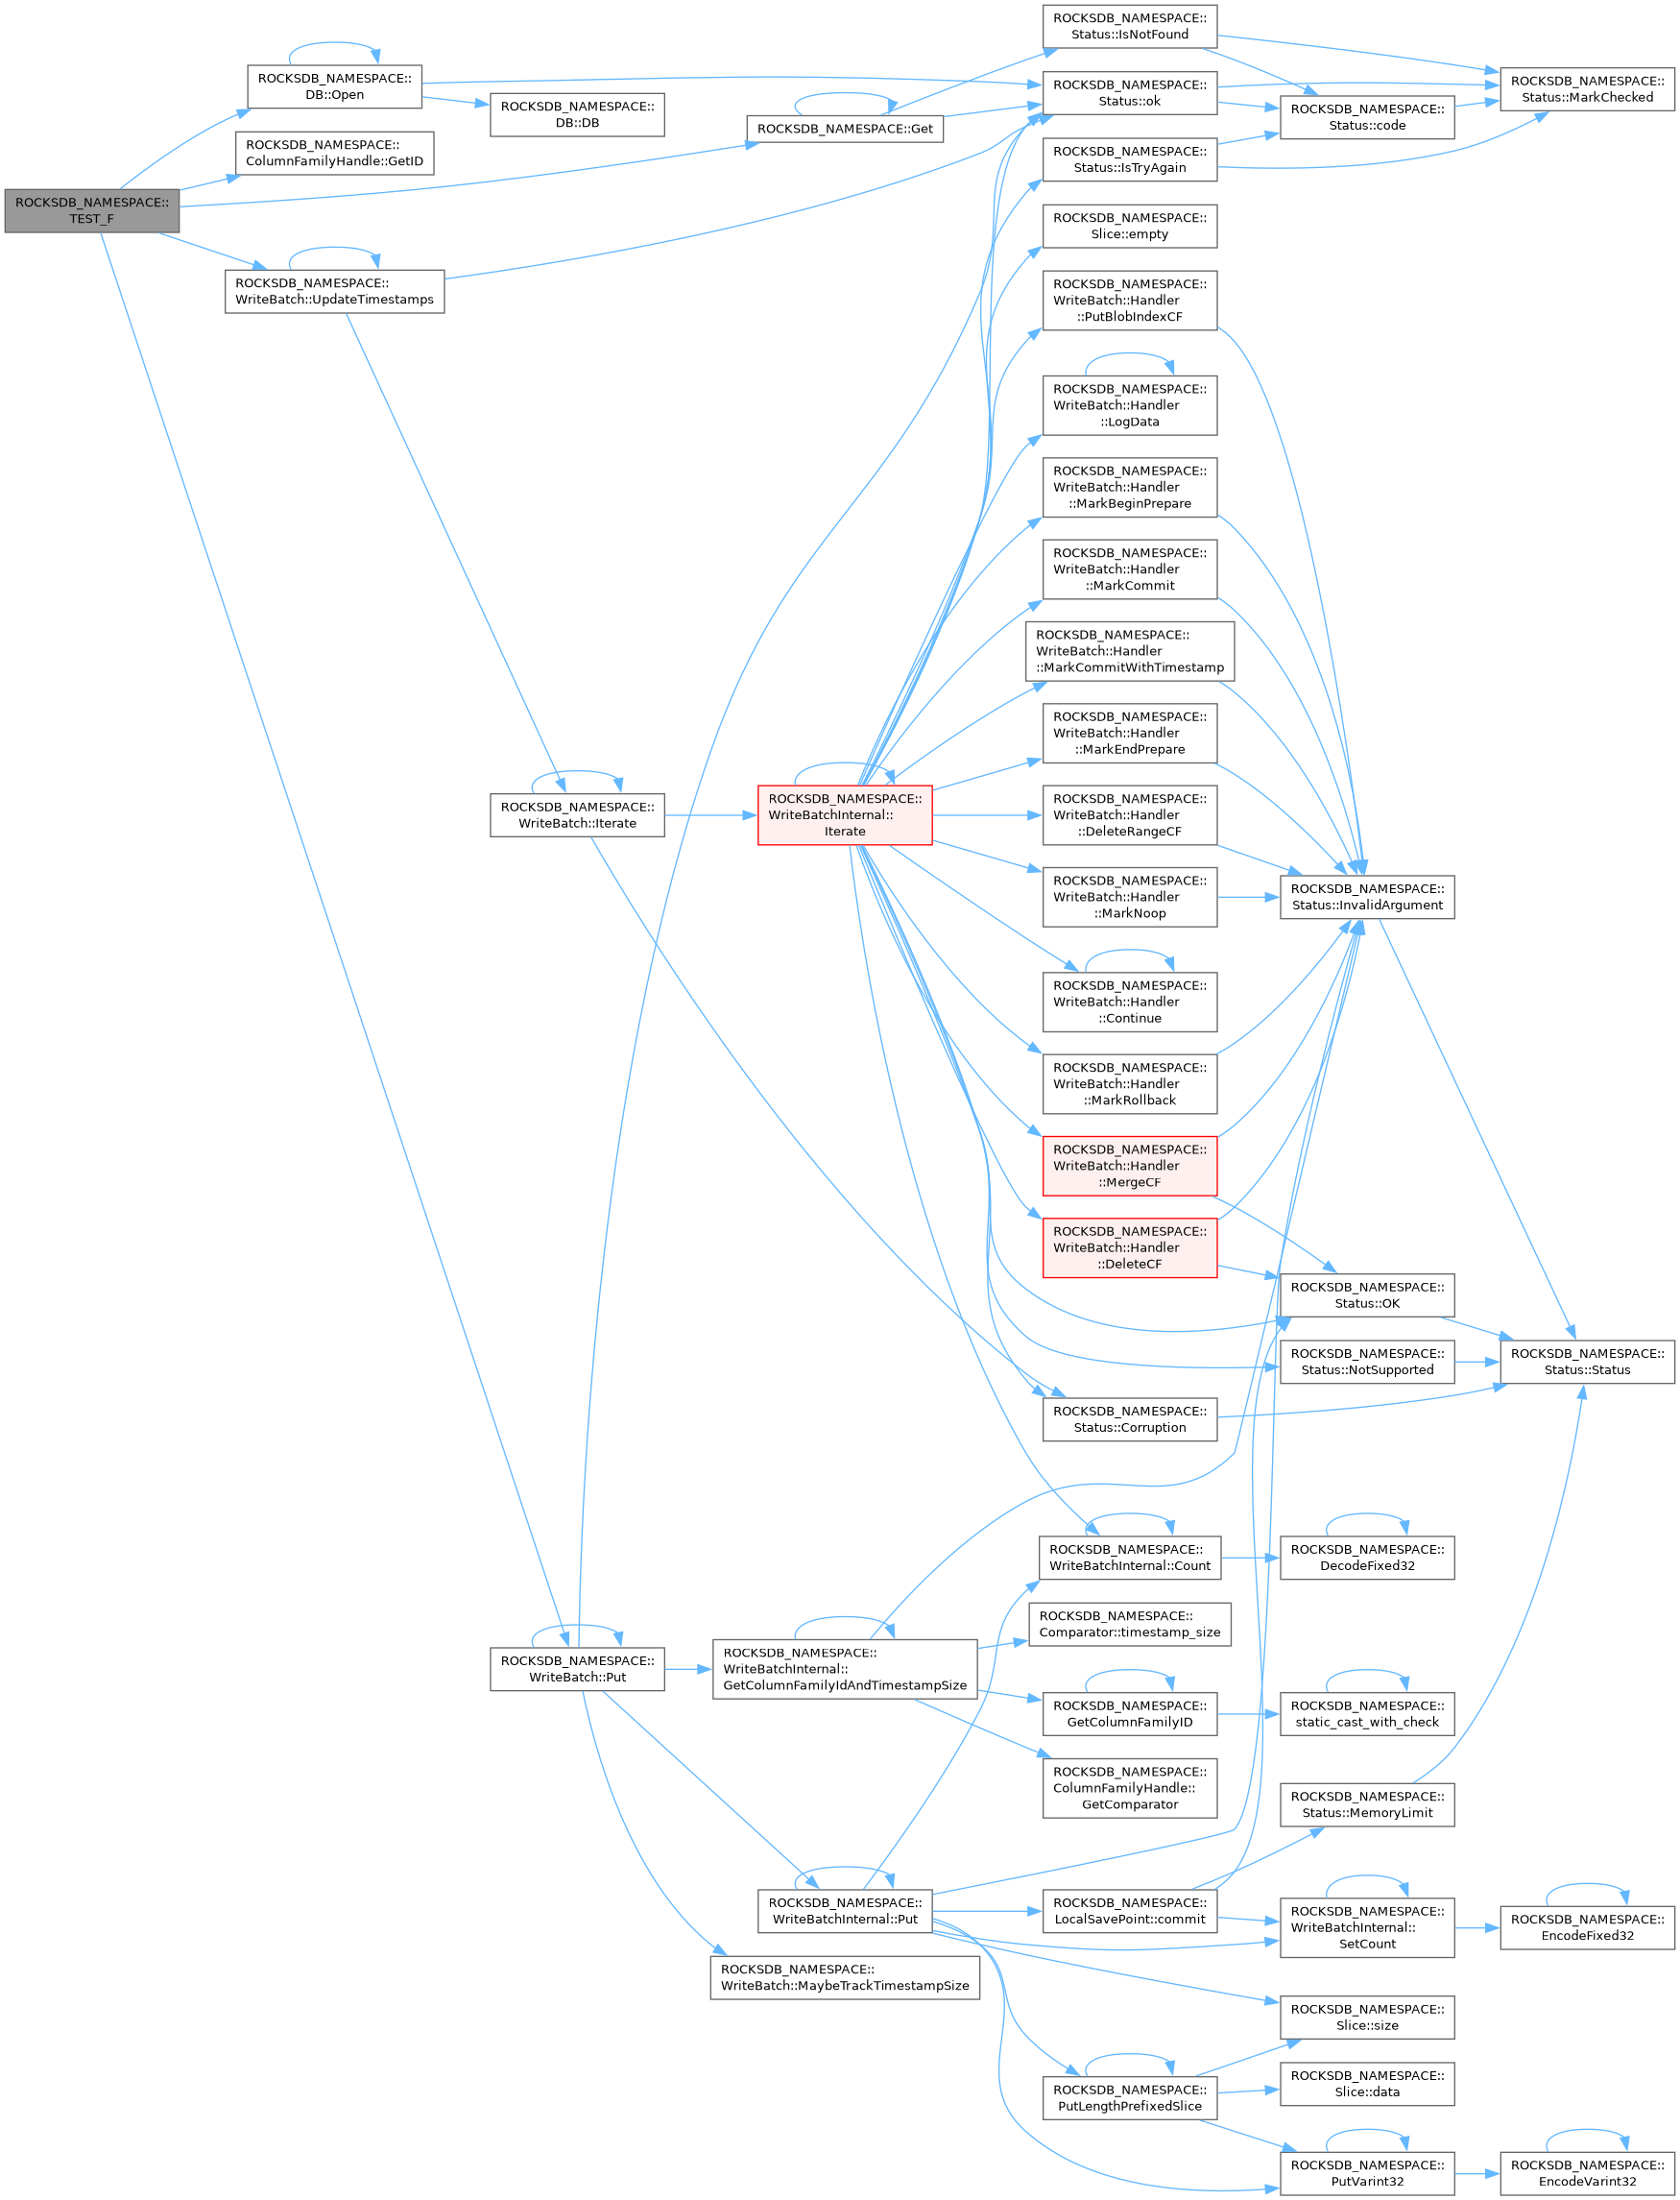 ROCKSDB_NAMESPACE::
TEST_F
ROCKSDB_NAMESPACE::
DB::Open
ROCKSDB_NAMESPACE::
DB::DB
ROCKSDB_NAMESPACE::
ColumnFamilyHandle::GetID
ROCKSDB_NAMESPACE::Get
ROCKSDB_NAMESPACE::
WriteBatch::UpdateTimestamps
ROCKSDB_NAMESPACE::
WriteBatch::Iterate
ROCKSDB_NAMESPACE::
WriteBatch::Put
ROCKSDB_NAMESPACE::
WriteBatchInternal::
Iterate
ROCKSDB_NAMESPACE::
WriteBatchInternal::
GetColumnFamilyIdAndTimestampSize
ROCKSDB_NAMESPACE::
WriteBatchInternal::Put
ROCKSDB_NAMESPACE::
WriteBatch::MaybeTrackTimestampSize
ROCKSDB_NAMESPACE::
Status::IsNotFound
ROCKSDB_NAMESPACE::
Status::ok
ROCKSDB_NAMESPACE::
Status::IsTryAgain
ROCKSDB_NAMESPACE::
Slice::empty
ROCKSDB_NAMESPACE::
WriteBatch::Handler
::PutBlobIndexCF
ROCKSDB_NAMESPACE::
WriteBatch::Handler
::LogData
ROCKSDB_NAMESPACE::
WriteBatch::Handler
::MarkBeginPrepare
ROCKSDB_NAMESPACE::
WriteBatch::Handler
::MarkCommit
ROCKSDB_NAMESPACE::
WriteBatch::Handler
::MarkCommitWithTimestamp
ROCKSDB_NAMESPACE::
WriteBatch::Handler
::MarkEndPrepare
ROCKSDB_NAMESPACE::
WriteBatch::Handler
::DeleteRangeCF
ROCKSDB_NAMESPACE::
WriteBatch::Handler
::MarkNoop
ROCKSDB_NAMESPACE::
WriteBatch::Handler
::Continue
ROCKSDB_NAMESPACE::
WriteBatch::Handler
::MarkRollback
ROCKSDB_NAMESPACE::
WriteBatch::Handler
::MergeCF
ROCKSDB_NAMESPACE::
WriteBatch::Handler
::DeleteCF
ROCKSDB_NAMESPACE::
Status::Corruption
ROCKSDB_NAMESPACE::
WriteBatchInternal::Count
ROCKSDB_NAMESPACE::
Comparator::timestamp_size
ROCKSDB_NAMESPACE::
GetColumnFamilyID
ROCKSDB_NAMESPACE::
ColumnFamilyHandle::
GetComparator
ROCKSDB_NAMESPACE::
LocalSavePoint::commit
ROCKSDB_NAMESPACE::
PutLengthPrefixedSlice
ROCKSDB_NAMESPACE::
Status::code
ROCKSDB_NAMESPACE::
Status::InvalidArgument
ROCKSDB_NAMESPACE::
Status::OK
ROCKSDB_NAMESPACE::
Status::NotSupported
ROCKSDB_NAMESPACE::
DecodeFixed32
ROCKSDB_NAMESPACE::
static_cast_with_check
ROCKSDB_NAMESPACE::
Status::MemoryLimit
ROCKSDB_NAMESPACE::
WriteBatchInternal::
SetCount
ROCKSDB_NAMESPACE::
Slice::size
ROCKSDB_NAMESPACE::
Slice::data
ROCKSDB_NAMESPACE::
PutVarint32
ROCKSDB_NAMESPACE::
Status::MarkChecked
ROCKSDB_NAMESPACE::
Status::Status
ROCKSDB_NAMESPACE::
EncodeFixed32
ROCKSDB_NAMESPACE::
EncodeVarint32